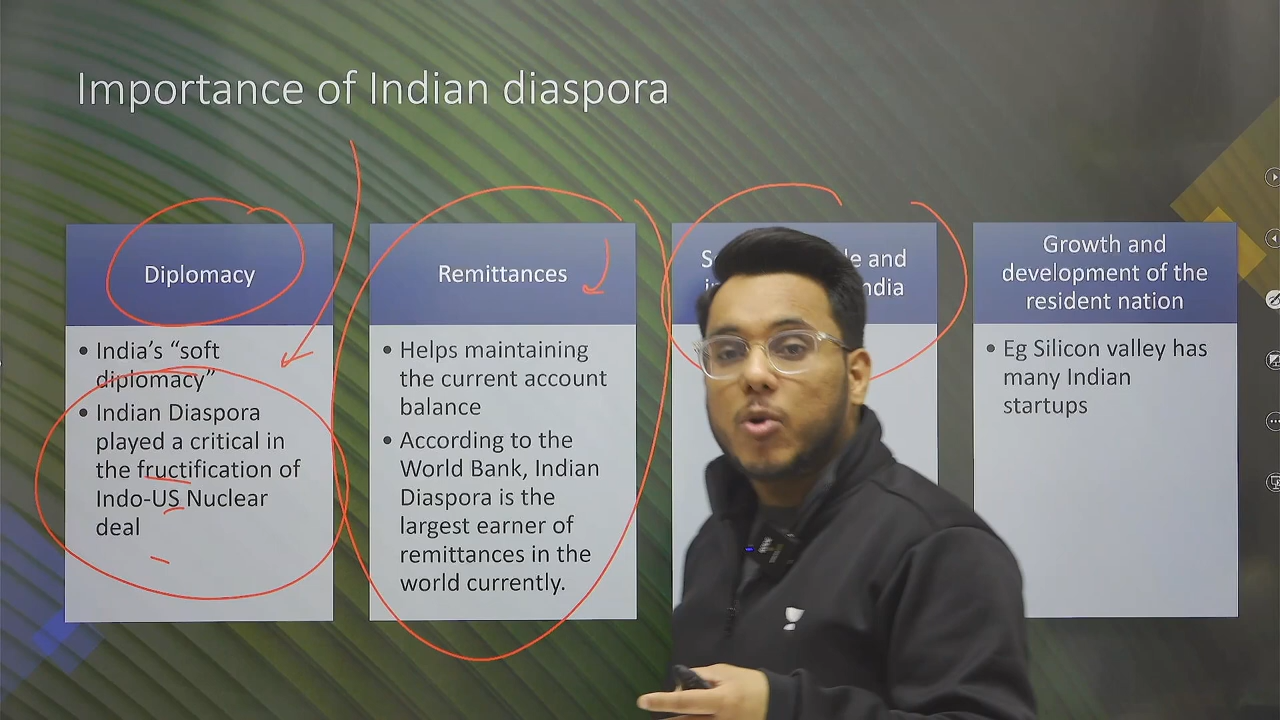 Importance of Indian diaspora
Diplomacy
• India's “soft
diplomacy”
• Indian Diaspora
played a critical in
the fructification of
Indo-US Nuclear
deal
Remittances
• Helps maintaining
the current account
balance
• According to the
World Bank, Indian
Diaspora is the
largest earner of
remittances in the
world currently.
and
Growth and
development of the
resident nation
• Eg Silicon valley has
many Indian
startups